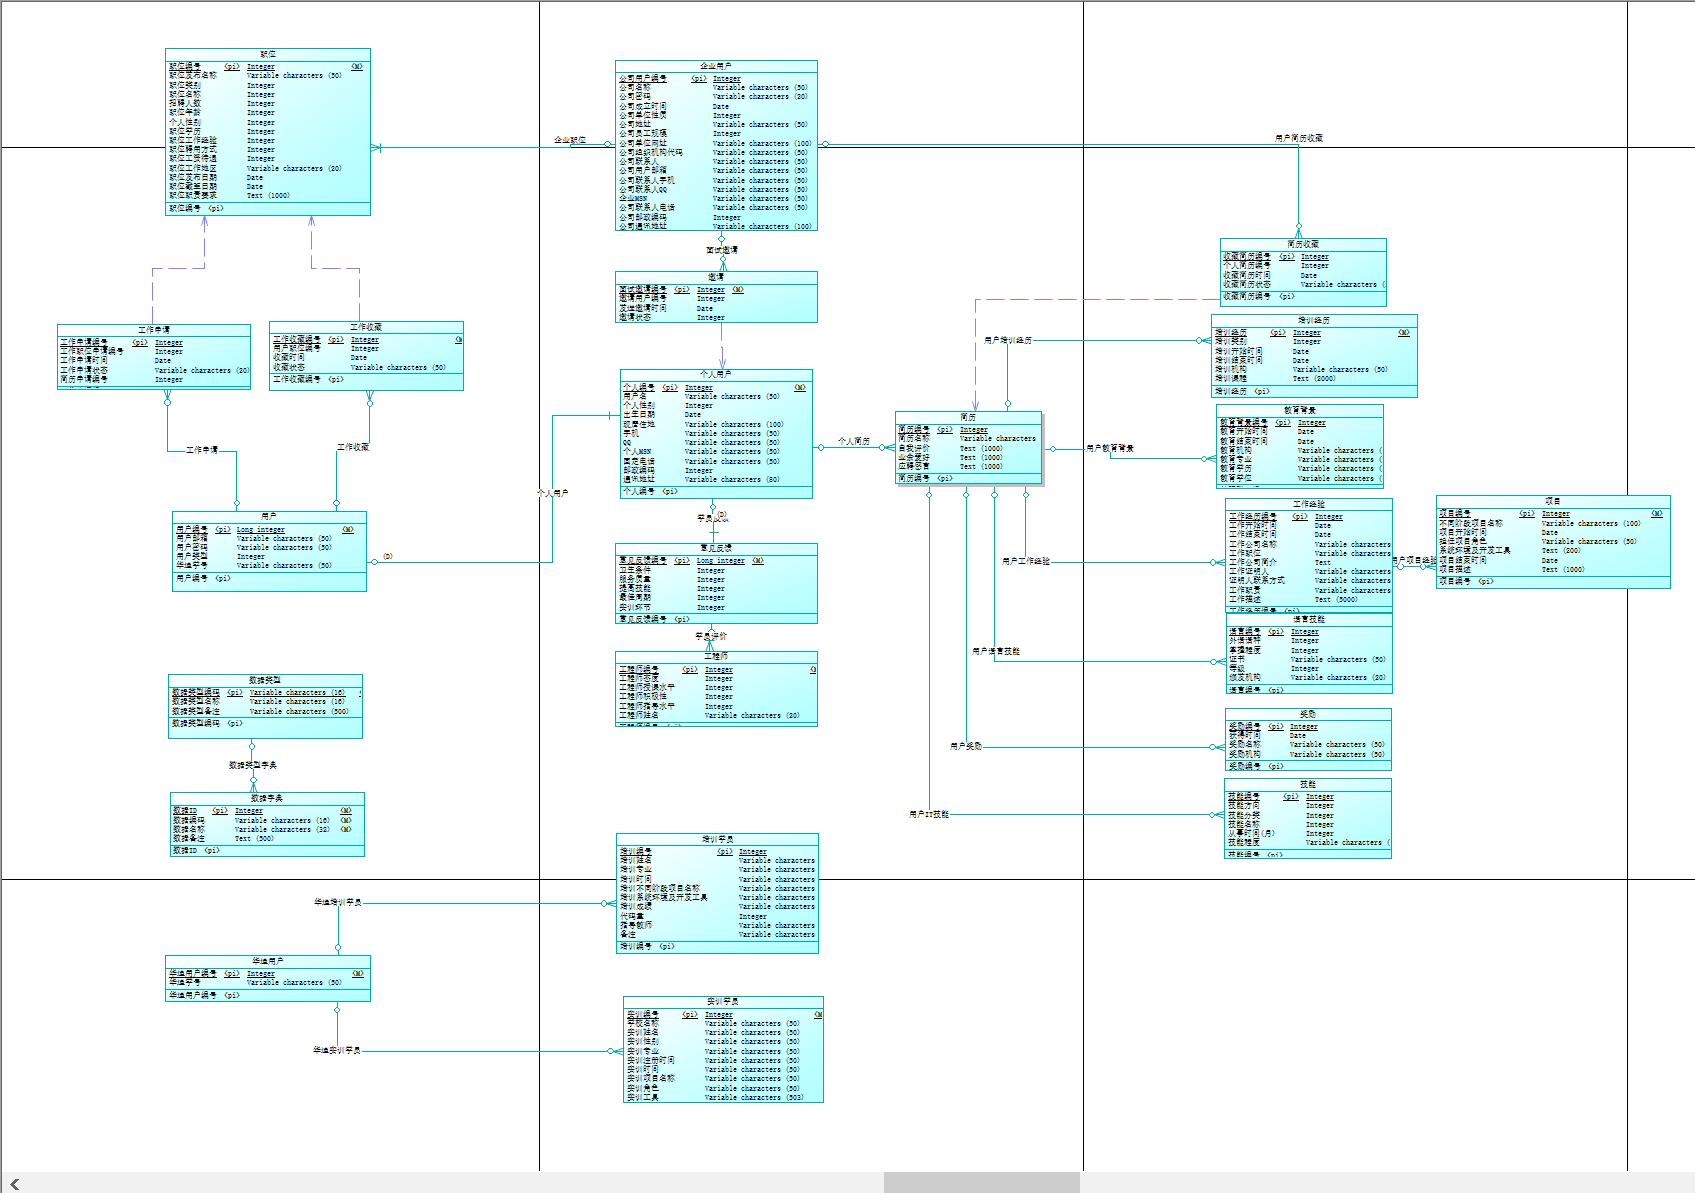 职位
职位编号 <pi> Integer <M>
职位发布名称 Variable characters (50)
职位类别 Integer
职位名称 Integer
招聘人数 Integer
职位年龄 Integer
个人性别 Integer
职位学历 Integer
职位工作经验 Integer
职位聘用方式 Integer
职位工资待遇 Integer
职位工作地区 Variable characters (20)
职位发布日期 Date
职位截至日期 Date
职位职责要求 Text (1000)
职位编号 <pi>
企业职位
企业用户
公司用户编号 <pi> Integer
公司名称 Variable characters (50)
公司密码 Variable characters (20)
公司成立时间 Date
公司单位性质 Integer
公司地址 Variable characters (50)
公司员工规模 Integer
公司单位网址 Variable characters (100)
公司组织机构代码 Variable characters (50)
公司联系人 Variable characters (50)
公司用户邮箱 Variable characters (50)
公司联系人手机 Variable characters (50)
公司联系人QQ Variable characters (50)
企业MSN Variable characters (50)
公司联系人电话 Variable characters (50)
公司邮政编码 Integer
公司通讯地址 Variable characters (100)
用户简历收藏
面试邀请
邀请
面试邀请编号 <pi> Integer <M>
邀请用户编号 Integer
发送邀请时间 Date
邀请状态 Integer
简历收藏
收藏简历编号 <pi> Integer
个人简历编号 Integer
收藏简历时间 Date
收藏简历状态 Variable characters (
收藏简历编号 <pi>
工作申请
工作申请编号 <pi> Integer
工作职位申请编号 Integer
工作申请时间 Date
工作申请状态 Variable characters (20)
简历申请编号 Integer
工作收藏
工作收藏编号 <pi> Integer
用户职位编号 Integer
收藏时间 Date
收藏状态 Variable characters (50)
工作收藏编号 <pi>
工作申请
工作收藏
用户
用户编号 <pi> Long integer <M>
用户邮箱 Variable characters (50)
用户密码 Variable characters (50)
用户类型 Integer
华迪学号 Variable characters (50)
用户编号 <pi>
(D)
个人用户
个人用户
个人编号 <pi> Integer <M>
用户名 Variable characters (50)
个人性别 Integer
出生日期 Date
现居住地 Variable characters (100)
手机 Variable characters (50)
QQ Variable characters (50)
个人MSN Variable characters (50)
固定电话 Variable characters (50)
邮政编码 Integer
通讯地址 Variable characters (80)
个人编号 <pi>
个人简历
简历
简历编号 <pi> Integer
简历名称 Variable characters
自我评价 Text (1000)
业余爱好 Text (1000)
应聘感言 Text (1000)
简历编号 <pi>
用户培训经历
培训经历
培训经历 <pi> Integer <M>
培训类别 Integer
培训开始时间 Date
培训结束时间 Date
培训机构 Variable characters (50)
培训课程 Text (2000)
培训经历 <pi>
用户教育背景
教育背景
教育背景编号 <pi> Integer
教育开始时间 Date
教育结束时间 Date
教育机构 Variable characters (
教育专业 Variable characters (
教育学历 Variable characters (
教育学位 Variable characters (
用户工作经验
工作经验
工作经历编号 <pi> Integer
工作开始时间 Date
工作结束时间 Date
工作公司名称 Variable characters
工作职位 Variable characters
工作公司简介 Text
工作证明人 Variable characters
证明人联系方式 Variable characters
工作职责 Variable characters
工作描述 Text (5000)
工作经历编号 <pi>
用户项目经验
项目
项目编号 <pi> Integer <M>
不同阶段项目名称 Variable characters (100)
项目开始时间 Date
担任项目角色 Variable characters (50)
系统环境及开发工具 Text (200)
项目结束时间 Date
项目描述 Text (1000)
项目编号 <pi>
学员反馈
(D)
意见反馈
意见反馈编号 <pi> Long integer <M>
卫生条件 Integer
服务质量 Integer
提高技能 Integer
最佳周期 Integer
实训环节 Integer
意见反馈编号 <pi>
学员评价
工程师
工程师编号 <pi> Integer
工程师态度 Integer
工程师授课水平 Integer
工程师积极性 Integer
工程师指导水平 Integer
工程师姓名 Variable characters (20)
用户语言技能
语言技能
语言编号 <pi> Integer
外语语种 Integer
掌握程度 Integer
证书 Variable characters (50)
等级 Integer
颁发机构 Variable characters (20)
语言编号 <pi>
用户奖励
奖励
奖励编号 <pi> Integer
获得时间 Date
奖励名称 Variable characters (50)
奖励机构 Variable characters (50)
奖励编号 <pi>
用户IT技能
技能
技能编号 <pi> Integer
技能方向 Integer
技能分类 Integer
技能名称 Integer
从事时间(月) Integer
技能程度 Variable characters (
技能编号 <pi>
数据类型
数据类型编码 <pi> Variable characters (16)
数据类型名称 Variable characters (16)
数据类型备注 Variable characters (500)
数据类型编码 <pi>
数据类型字典
数据字典
数据ID <pi> Integer <M>
数据编码 Variable characters (16) <M>
数据名称 Variable characters (32) <M>
数据备注 Text (500)
数据ID <pi>
培训学员
培训编号 <pi> Integer
培训姓名 Variable characters
培训专业 Variable characters
培训时间 Variable characters
培训不同阶段项目名称 Variable characters
培训系统环境及开发工具 Variable characters
培训成绩 Variable characters
代码量 Integer
指导教师 Variable characters
备注 Variable characters
培训编号 <pi>
华迪培训学员
华迪用户
华迪用户编号 <pi> Integer <M>
华迪学号 Variable characters (50)
华迪用户编号 <pi>
华迪实训学员
实训学员
实训编号 <pi> Integer
学校名称 Variable characters (50)
实训姓名 Variable characters (50)
实训性别 Variable characters (50)
实训专业 Variable characters (50)
实训注册时间 Variable characters (50)
实训时间 Variable characters (50)
实训项目名称 Variable characters (50)
实训角色 Variable characters (50)
实训工具 Variable characters (503)